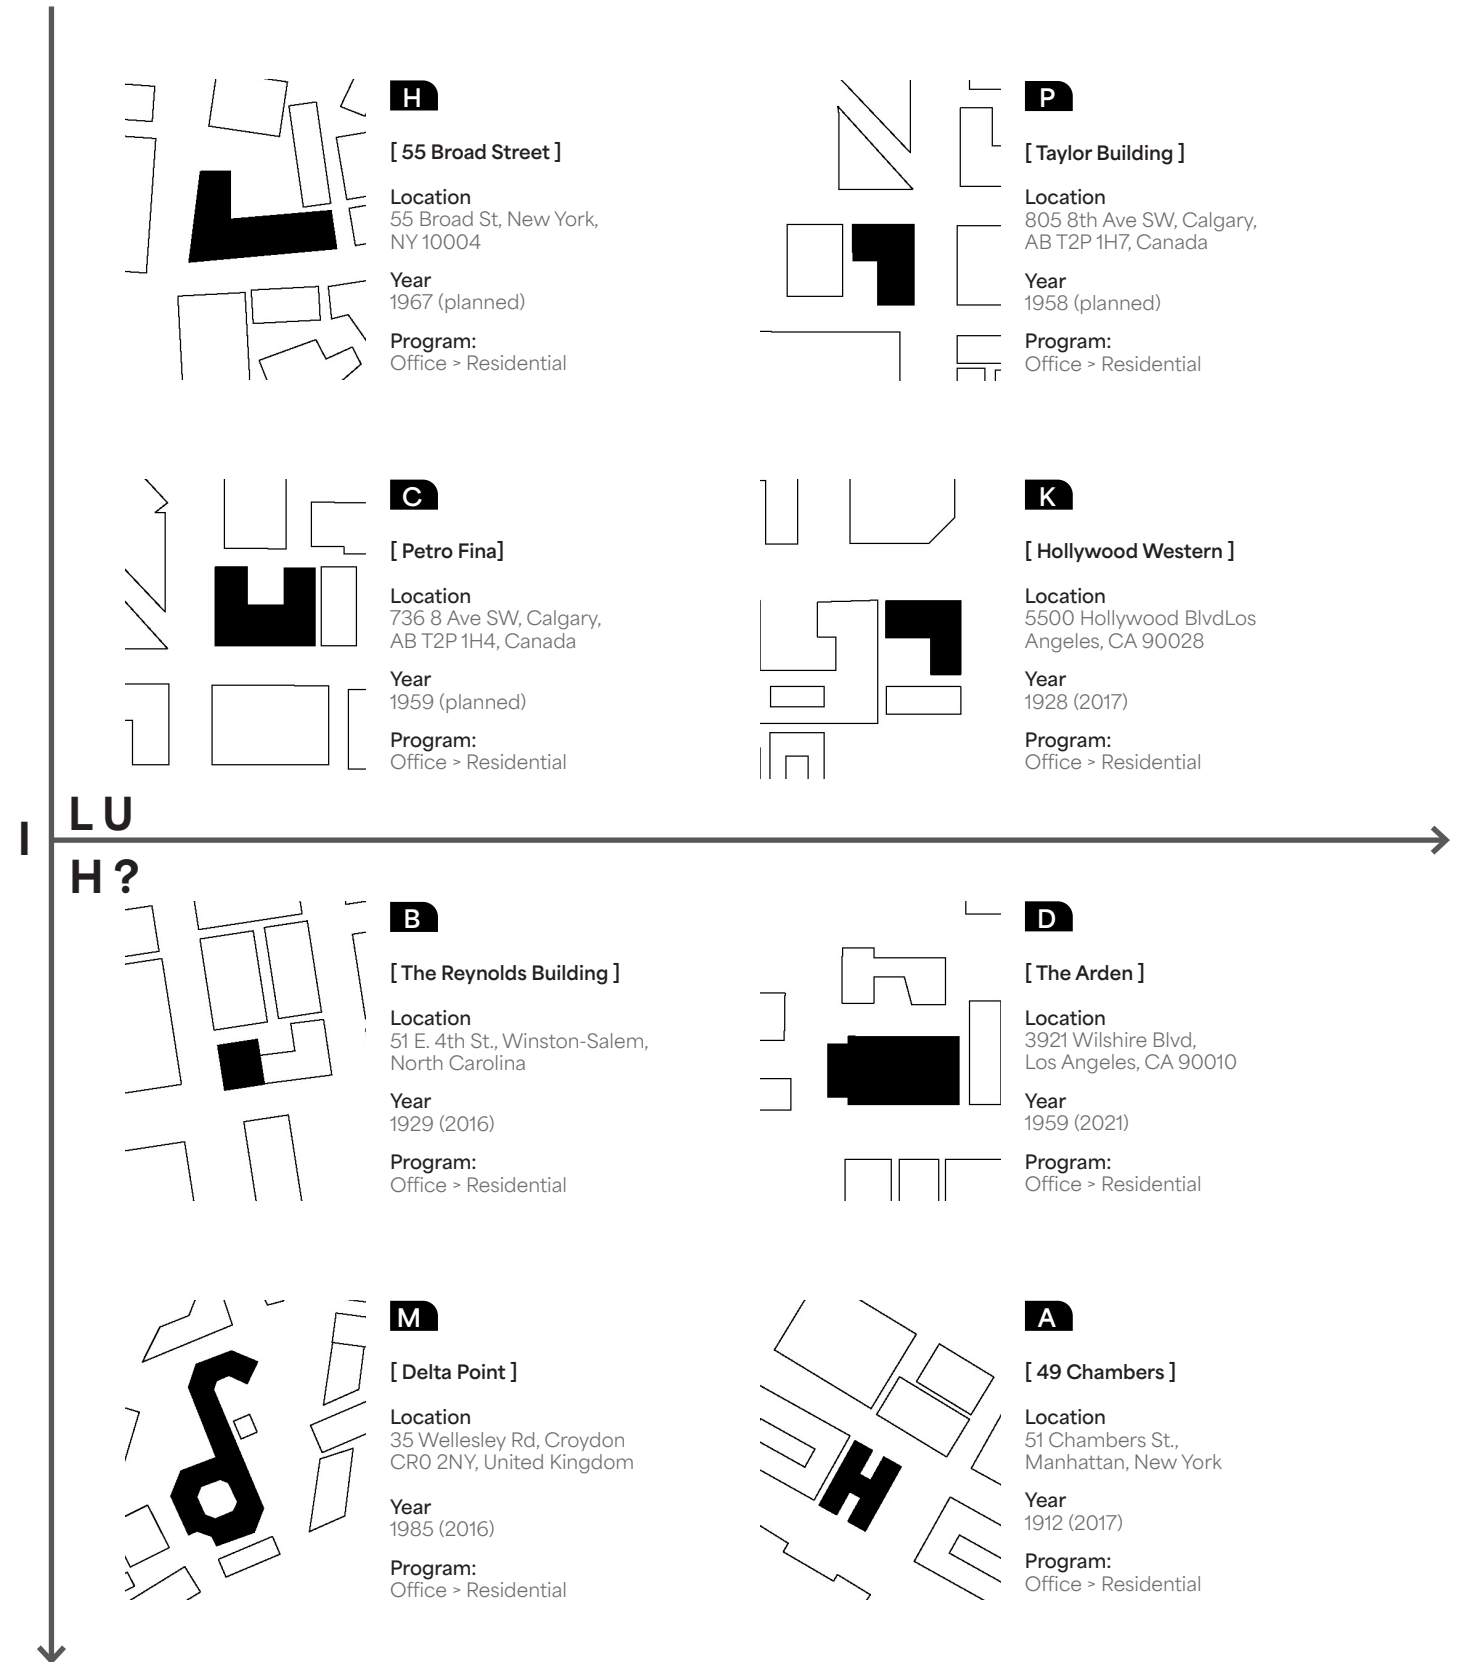 H
[ 55 Broad Street ]
Location
55 Broad St, New York,
NY 10004
Year
1967 (planned)
Program:
Office > Residential
P
[ Taylor Building ]
Location
805 8th Ave SW, Calgary,
AB T2P 1H7, Canada
Year
1958 (planned)
Program:
Office > Residential
C
[ Petro Fina]
Location
736 8 Ave SW, Calgary,
AB T2P 1H4, Canada
Year
1959 (planned)
Program:
Office > Residential
K
[ Hollywood Western ]
Location
5500 Hollywood BlvdLos
Angeles, CA 90028
Year
1928 (2017)
Program:
Office > Residential
L U
I
H ?
B
[ The Reynolds Building ]
Location
51 E. 4th St., Winston-Salem,
North Carolina
Year
1929 (2016)
Program:
Office > Residential
D
[ The Arden ]
Location
3921 Wilshire Blvd,
Los Angeles, CA 90010
Year
1959 (2021)
Program:
Office > Residential
M
[ Delta Point ]
Location
35 Wellesley Rd, Croydon
CR0 2NY, United Kingdom
Year
1985 (2016)
Program:
Office > Residential
A
[ 49 Chambers ]
Location
51 Chambers St.,
Manhattan, New York
Year
1912 (2017)
Program:
Office > Residential